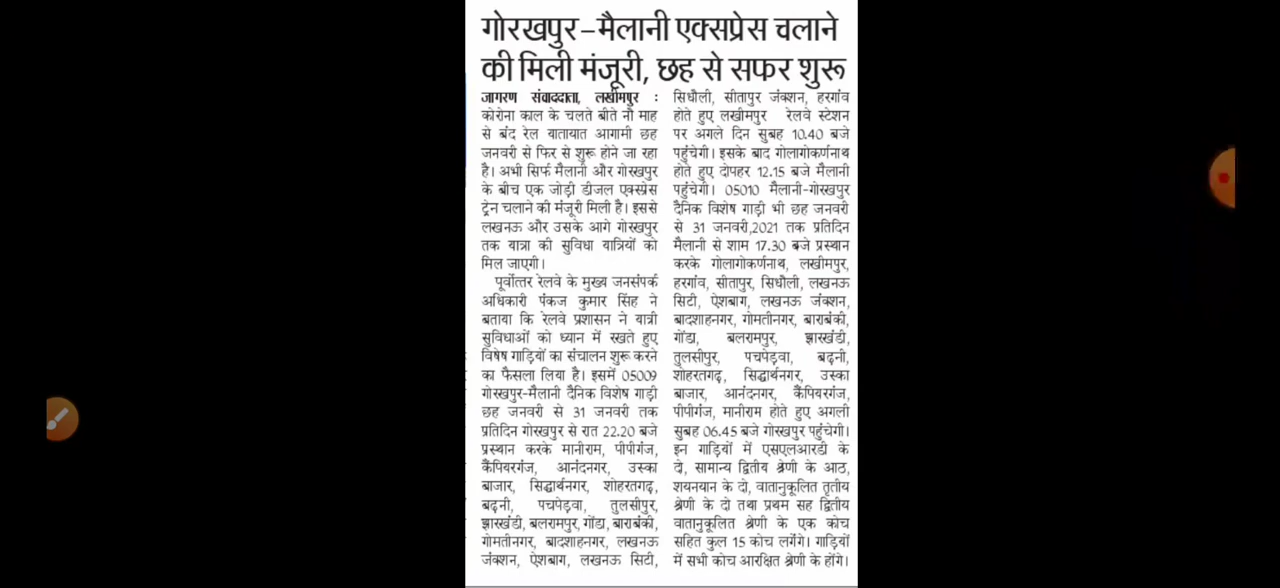 गोरखपुर-मैलानी एक्सप्रेस चलाने
की मिली मंजूरी, छह से सफर शुरू
जागरण संवाददाता, लखीमपुर :
कोरोना काल के चलते बीते नौ माह
से बंद रेल यातायात आगामी छह
जनवरी से फिर से शुरू होने जा रहा
है। अभी सिर्फ मैलानी और गोरखपुर
के बीच एक जोड़ी डीजल एक्स्प्रेस
ट्रेन चलाने की मंजूरी मिली है। इससे
लखनऊ और उसके आगे गोरखपुर
तक यात्रा की सुविधा यात्रियों को
मिल जाएगी।
पूर्वोत्तर रेलवे के मुख्य जनसंपर्क
अधिकारी पंकज कुमार सिंह ने
बताया कि रेलवे प्रशासन ने यात्री
सुविधाओं को ध्यान में रखते हुए
विषेष गाड़ियों का संचालन शुरू करने
का फैसला लिया है। इसमें 05009
गोरखपुर-मैलानी दैनिक विशेष गाड़ी
छह जनवरी से 31 जनवरी तक
प्रतिदिन गोरखपुर से रात 22.20 बजे
प्रस्थान करके मानीराम, पीपीगंज,
कैंपियरगंज, आनंदनगर, उस्का
बाजार, सिद्धार्थनगर, शोहरतगढ़,
बढ़नी, पचपेड़वा, तुलसीपुर,
झारखंडी, बलरामपुर, गोंडा, बाराबंकी,
गोमतीनगर, बादशाहनगर, लखनऊ
जंक्शन, ऐशबाग, लखनऊ सिटी,
सिधौली, सीतापुर जंक्शन, हरगांव
होते हुए लखीमपुर रेलवे स्टेशन
पर अगले दिन सुबह 10.40 बजे
पहुंचेगी। इसके बाद गोलागोकर्णनाथ
होते हुए दोपहर 12.15 बजे मैलानी
पहुंचेगी। 05010 मैलानी-गोरखपुर
दैनिक विशेष गाड़ी भी छह जनवरी
से 31 जनवरी,2021 तक प्रतिदिन
मैलानी से शाम 17.30 बजे प्रस्थान
करके गोलागोकर्णनाथ, लखीमपुर,
हरगांव, सीतापुर, सिधौली, लखनऊ
सिटी, ऐशबाग, लखनऊ जंक्शन,
बादशाहनगर, गोमतीनगर, बाराबंकी,
गोंडा, बलरामपुर, झारखंडी,
तुलसीपुर, पचपेड़वा, बढ़नी,
शोहरतगढ़, सिद्धार्थनगर, उस्का
बाजार, आनंदनगर, कैंपियरगंज,
पीपीगंज, मानीराम होते हुए अगली
सुबह 06.45 बजे गोरखपुर पहुंचेगी।
इन गाड़ियों में एसएलआरडी के
दो, सामान्य द्वितीय श्रेणी के आठ,
शयनयान के दो, वातानुकूलित तृतीय
श्रेणी के दो तथा प्रथम सह द्वितीय
वातानुकूलित श्रेणी के एक कोच
सहित कुल 15 कोच लगेंगे। गाड़ियों
में सभी कोच आरक्षित श्रेणी के होंगे।